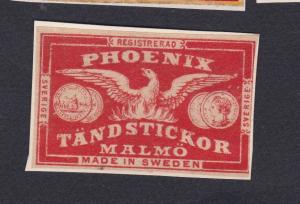 REGISTRERAD
PHOENIX
SVERIGE
SVERIGE
TÄNDSTICKOR
MALMÖ
MADE IN SWEDEN